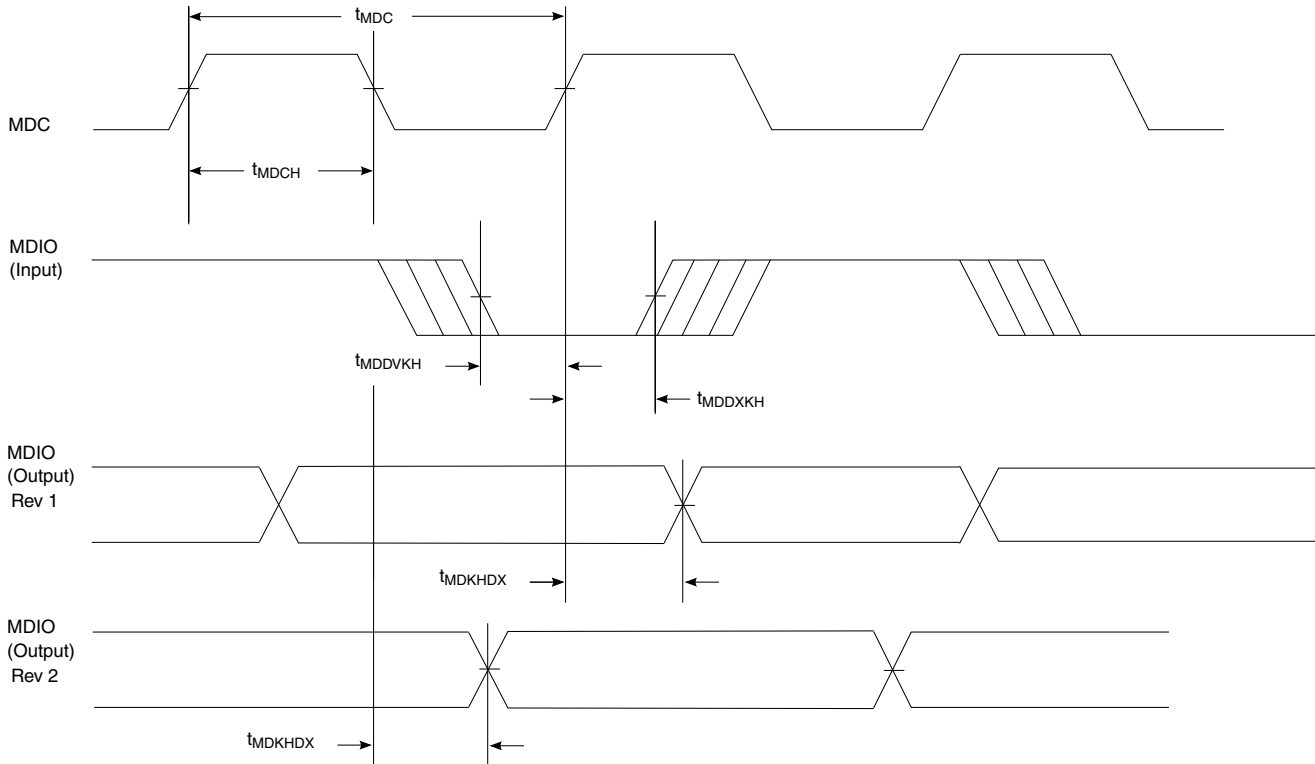 tMDC
MDC
tMDCH
MDIO
(Input)
tMDDVKH
tMDDXKH
MDIO
(Output)
Rev 1
tMDKHDX
MDIO
(Output)
Rev 2
tMDKHDX